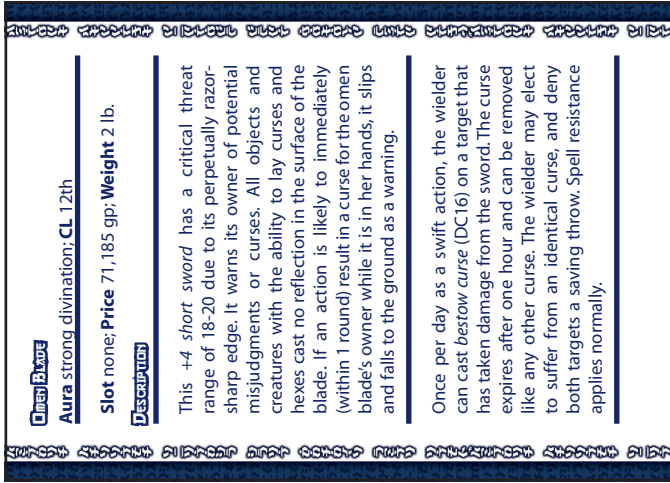 Omen Blade
Aura strong divination; CL 12th
Slot none; Price 71,185 gp; Weight 2 lb.
Description
This +4 short sword has a critical threat
range of 18-20 due to its perpetually razor-
sharp edge. It warns its owner of potential
misjudgments or curses. All objects and
creatures with the ability to lay curses and
hexes cast no reflection in the surface of the
blade. If an action is likely to immediately
(within 1 round) result in a curse for the omen
blade's owner while it is in her hands, it slips
and falls to the ground as a warning.
Once per day as a swift action, the wielder
can cast bestow curse (DC16) on a target that
has taken damage from the sword. The curse
expires after one hour and can be removed
like any other curse. The wielder may elect
to suffer from an identical curse, and deny
both targets a saving throw. Spell resistance
applies normally.